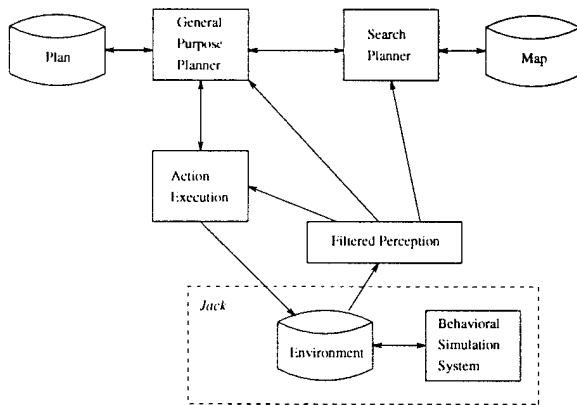 Plan
General
Purpose
Planner
Search
Planner
Map
Action
Execution
Filtered Perception
Jack
Environment
Behavioral
Simulation
System